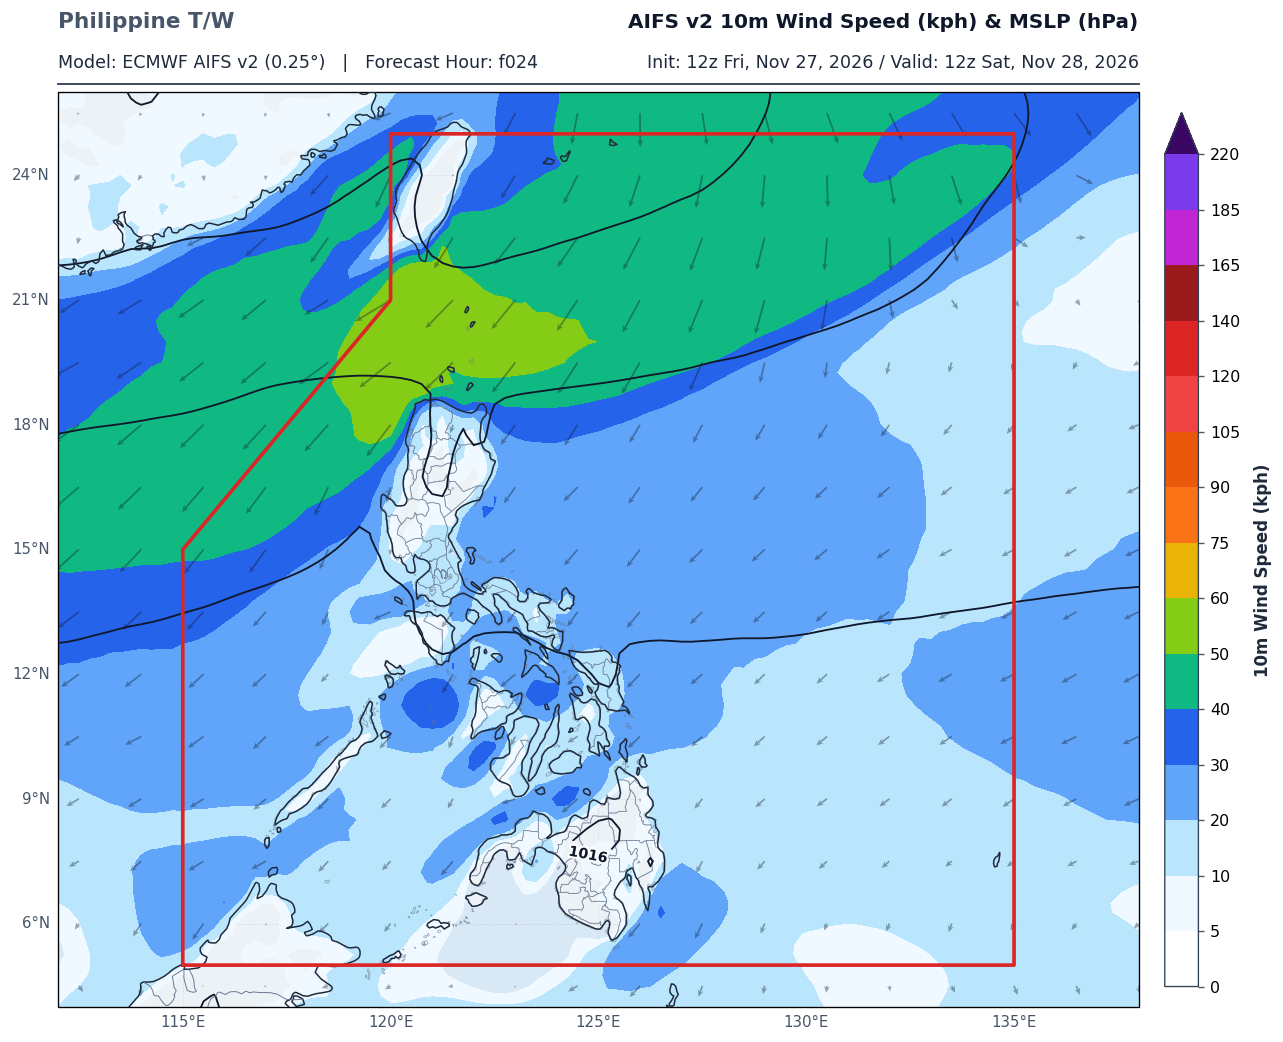 Philippine T/W
AIFS v2 10m Wind Speed (kph) & MSLP (hPa)
Model: ECMWF AIFS v2 (0.25°) | Forecast Hour: f024
Init: 12z Fri, Nov 27, 2026 / Valid: 12z Sat, Nov 28, 2026
24°N
21°N
18°N
15°N
12°N
9°N
6°N
1016
115°E
120°E
125°E
130°E
135°E
220
185
165
140
120
105
90
75
60
50
40
30
20
10
5
0
10m Wind Speed (kph)